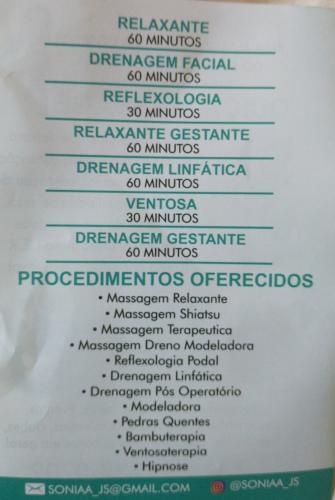 RELAXANTE
60 MINUTOS
DRENAGEM FACIAL
60 MINUTOS
REFLEXOLOGIA
30 MINUTOS
RELAXANTE GESTANTE
60 MINUTOS
DRENAGEM LINFÁTICA
60 MINUTOS
VENTOSA
30 MINUTOS
DRENAGEM GESTANTE
60 MINUTOS
PROCEDIMENTOS OFERECIDOS
• Massagem Relaxante
• Massagem Shiatsu
• Massagem Terapeutica
• Massagem Dreno Modeladora
• Reflexologia Podal
• Drenagem Linfática
• Drenagem Pós Operatório
• Modeladora
• Pedras Quentes
• Bambuterapia
• Ventosaterapia
• Hipnose
SONIAA_JS@GMAIL.COM @SONIAA_JS